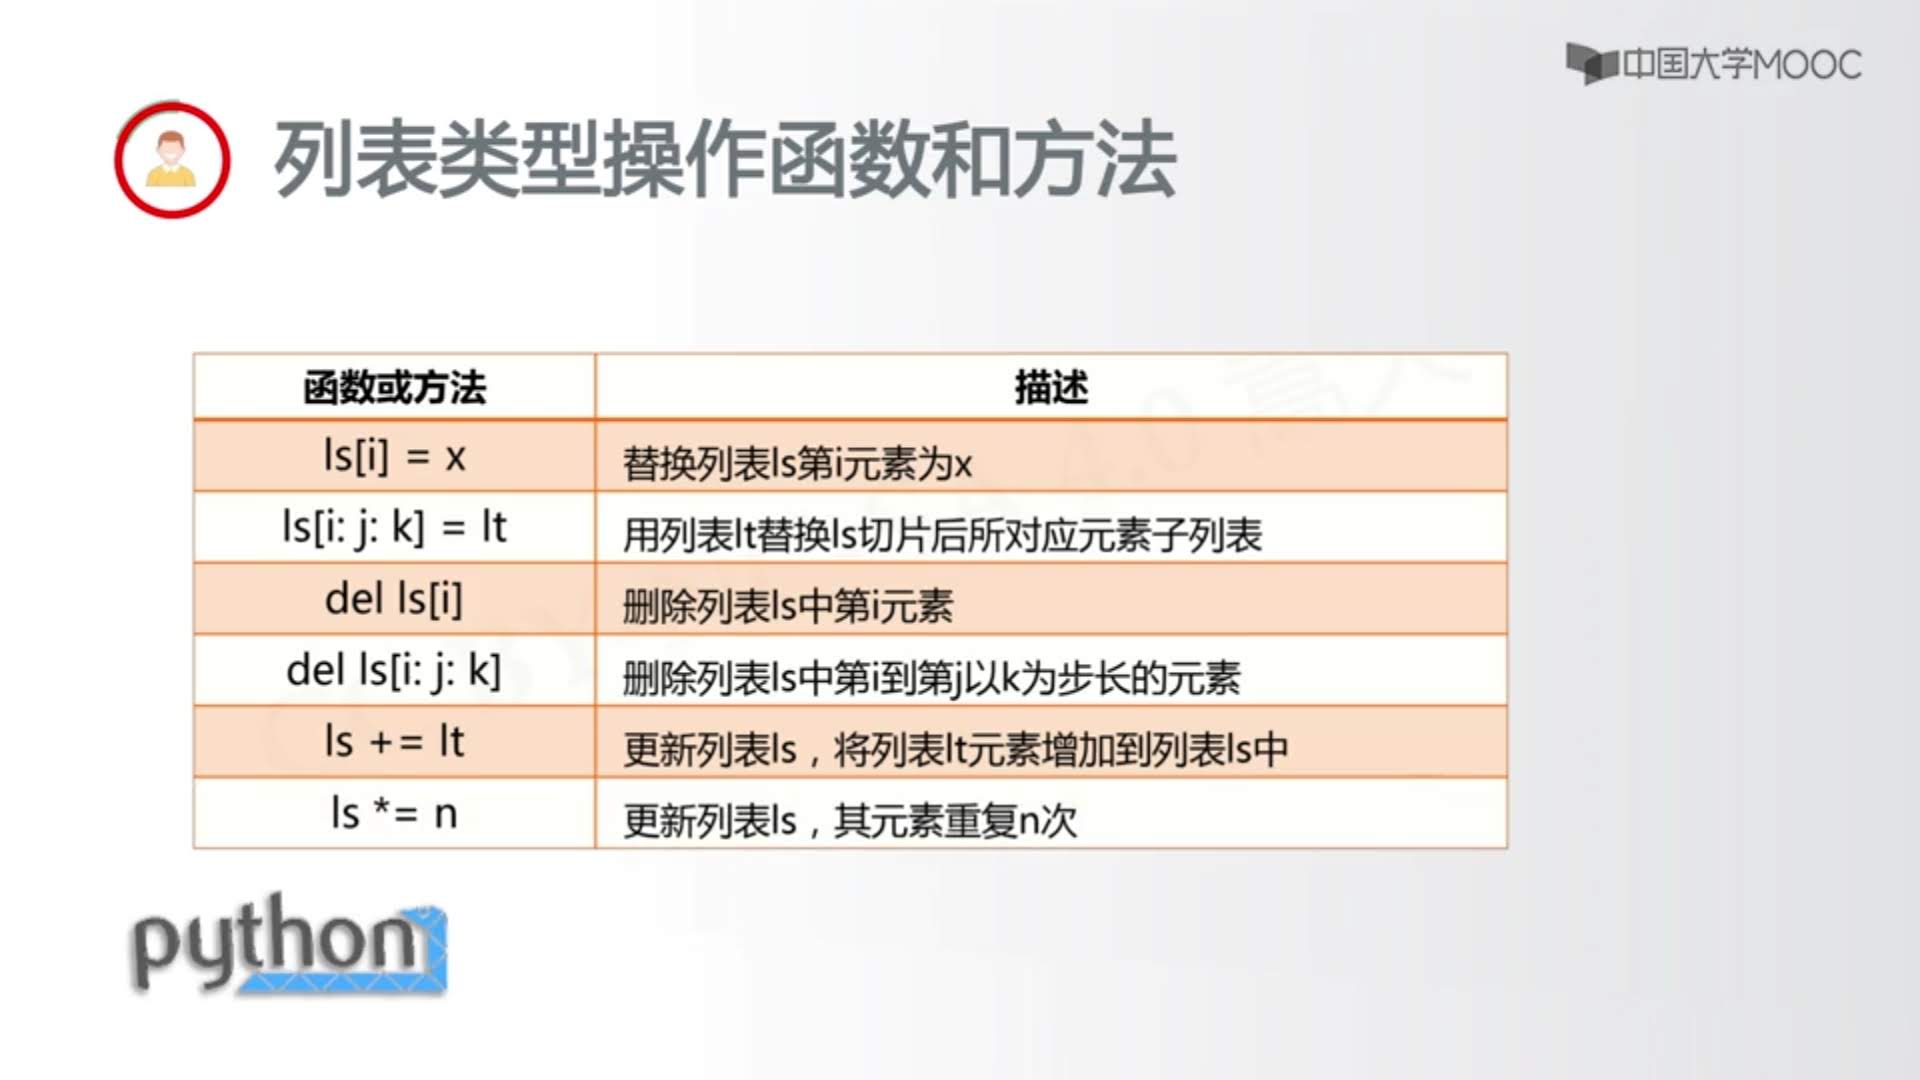 中国大学MOOC
列表类型操作函数和方法
函数或方法 描述
ls[i] = x 替换列表ls第i元素为x
ls[i: j: k] = lt 用列表lt替换ls切片后所对应元素子列表
del ls[i] 删除列表ls中第i元素
del ls[i: j: k] 删除列表ls中第i到第j以k为步长的元素
ls += lt 更新列表ls，将列表lt元素增加到列表ls中
ls *= n 更新列表ls，其元素重复n次
python